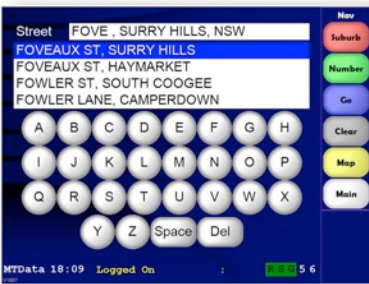 Nav
Street FOVE , SURRY HILLS, NSW
Suburb
FOVEAUX ST, SURRY HILLS
FOVEAUX ST, HAYMARKET
Number
FOWLER ST, SOUTH COOGEE
FOWLER LANE, CAMPERDOWN
Go
A B C D E F G H
Clear
I J K L M N O P
Map
Q R S T U V W X
Main
Y Z Space Del
MTData 18:09 Logged On : R S G 5 6